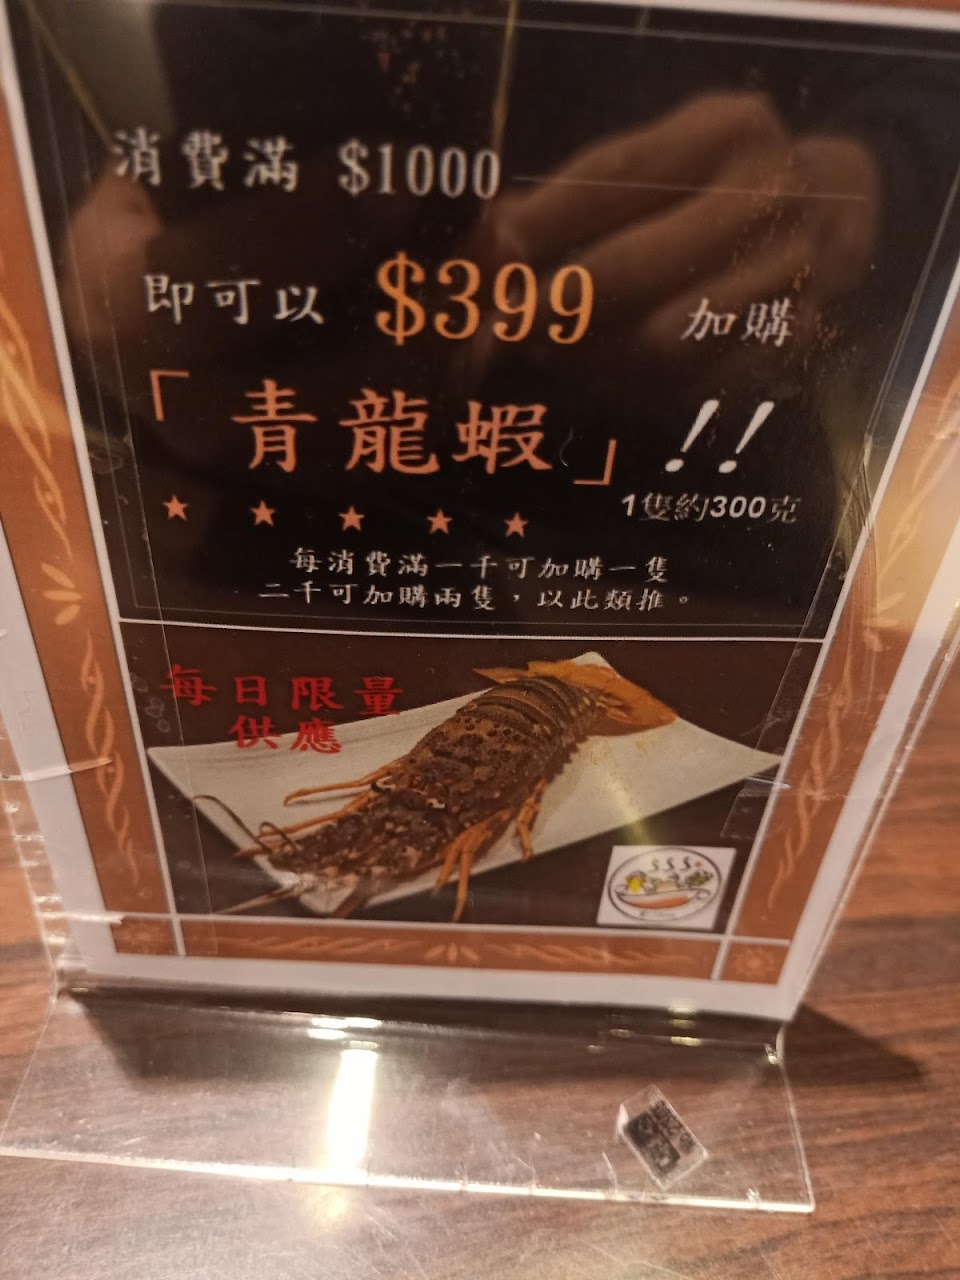 消費滿 $1000
即可以 $399 加購
「青龍蝦」!!
1隻約300克
★ ★ ★ ★ ★
每消費滿一千可加購一隻
二千可加購兩隻，以此類推。
每日限量
供應